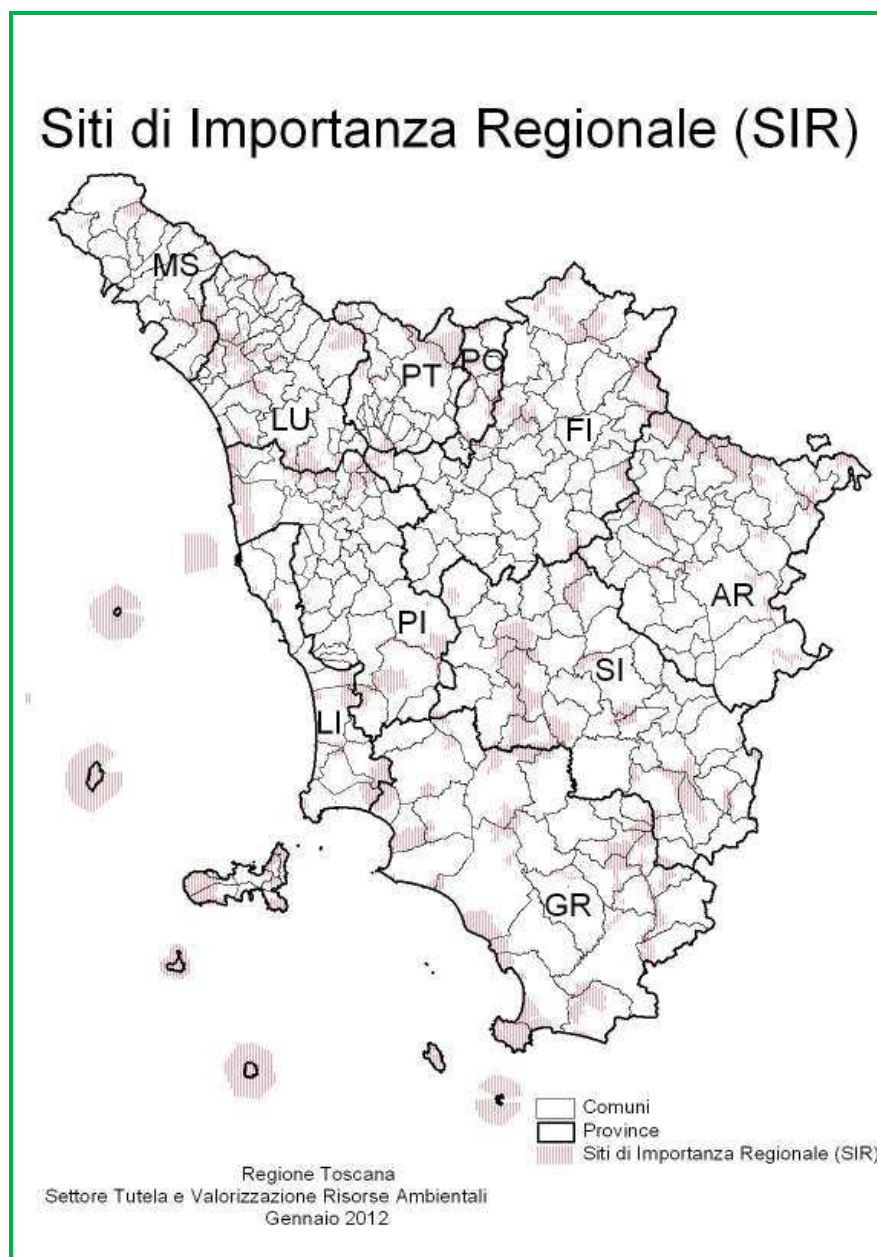 Siti di Importanza Regionale (SIR)
MS
PT
PO
LU
FI
AR
PI
SI
LI
GR
Comuni
Province
Siti di Importanza Regionale (SIR)
Regione Toscana
Settore Tutela e Valorizzazione Risorse Ambientali
Gennaio 2012